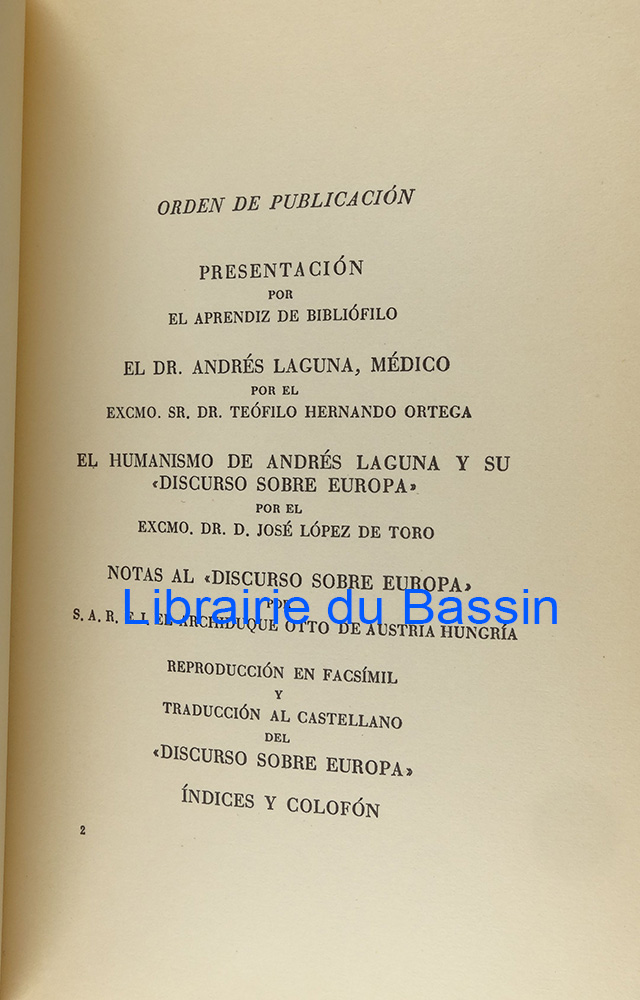 ORDEN DE PUBLICACIÓN
PRESENTACIÓN
POR
EL APRENDIZ DE BIBLIÓFILO
EL DR. ANDRÉS LAGUNA, MÉDICO
POR EL
EXCMO. SR. DR. TEÓFILO HERNANDO ORTEGA
EL HUMANISMO DE ANDRÉS LAGUNA Y SU
«DISCURSO SOBRE EUROPA»
POR EL
EXCMO. DR. D. JOSÉ LÓPEZ DE TORO
NOTAS AL «DISCURSO SOBRE EUROPA»
POR
Librairie du Bassin
S. A. R. E I. EL ARCHIDUQUE OTTO DE AUSTRIA HUNGRÍA
REPRODUCCIÓN EN FACSÍMIL
Y
TRADUCCIÓN AL CASTELLANO
DEL
«DISCURSO SOBRE EUROPA»
ÍNDICES Y COLOFÓN
2